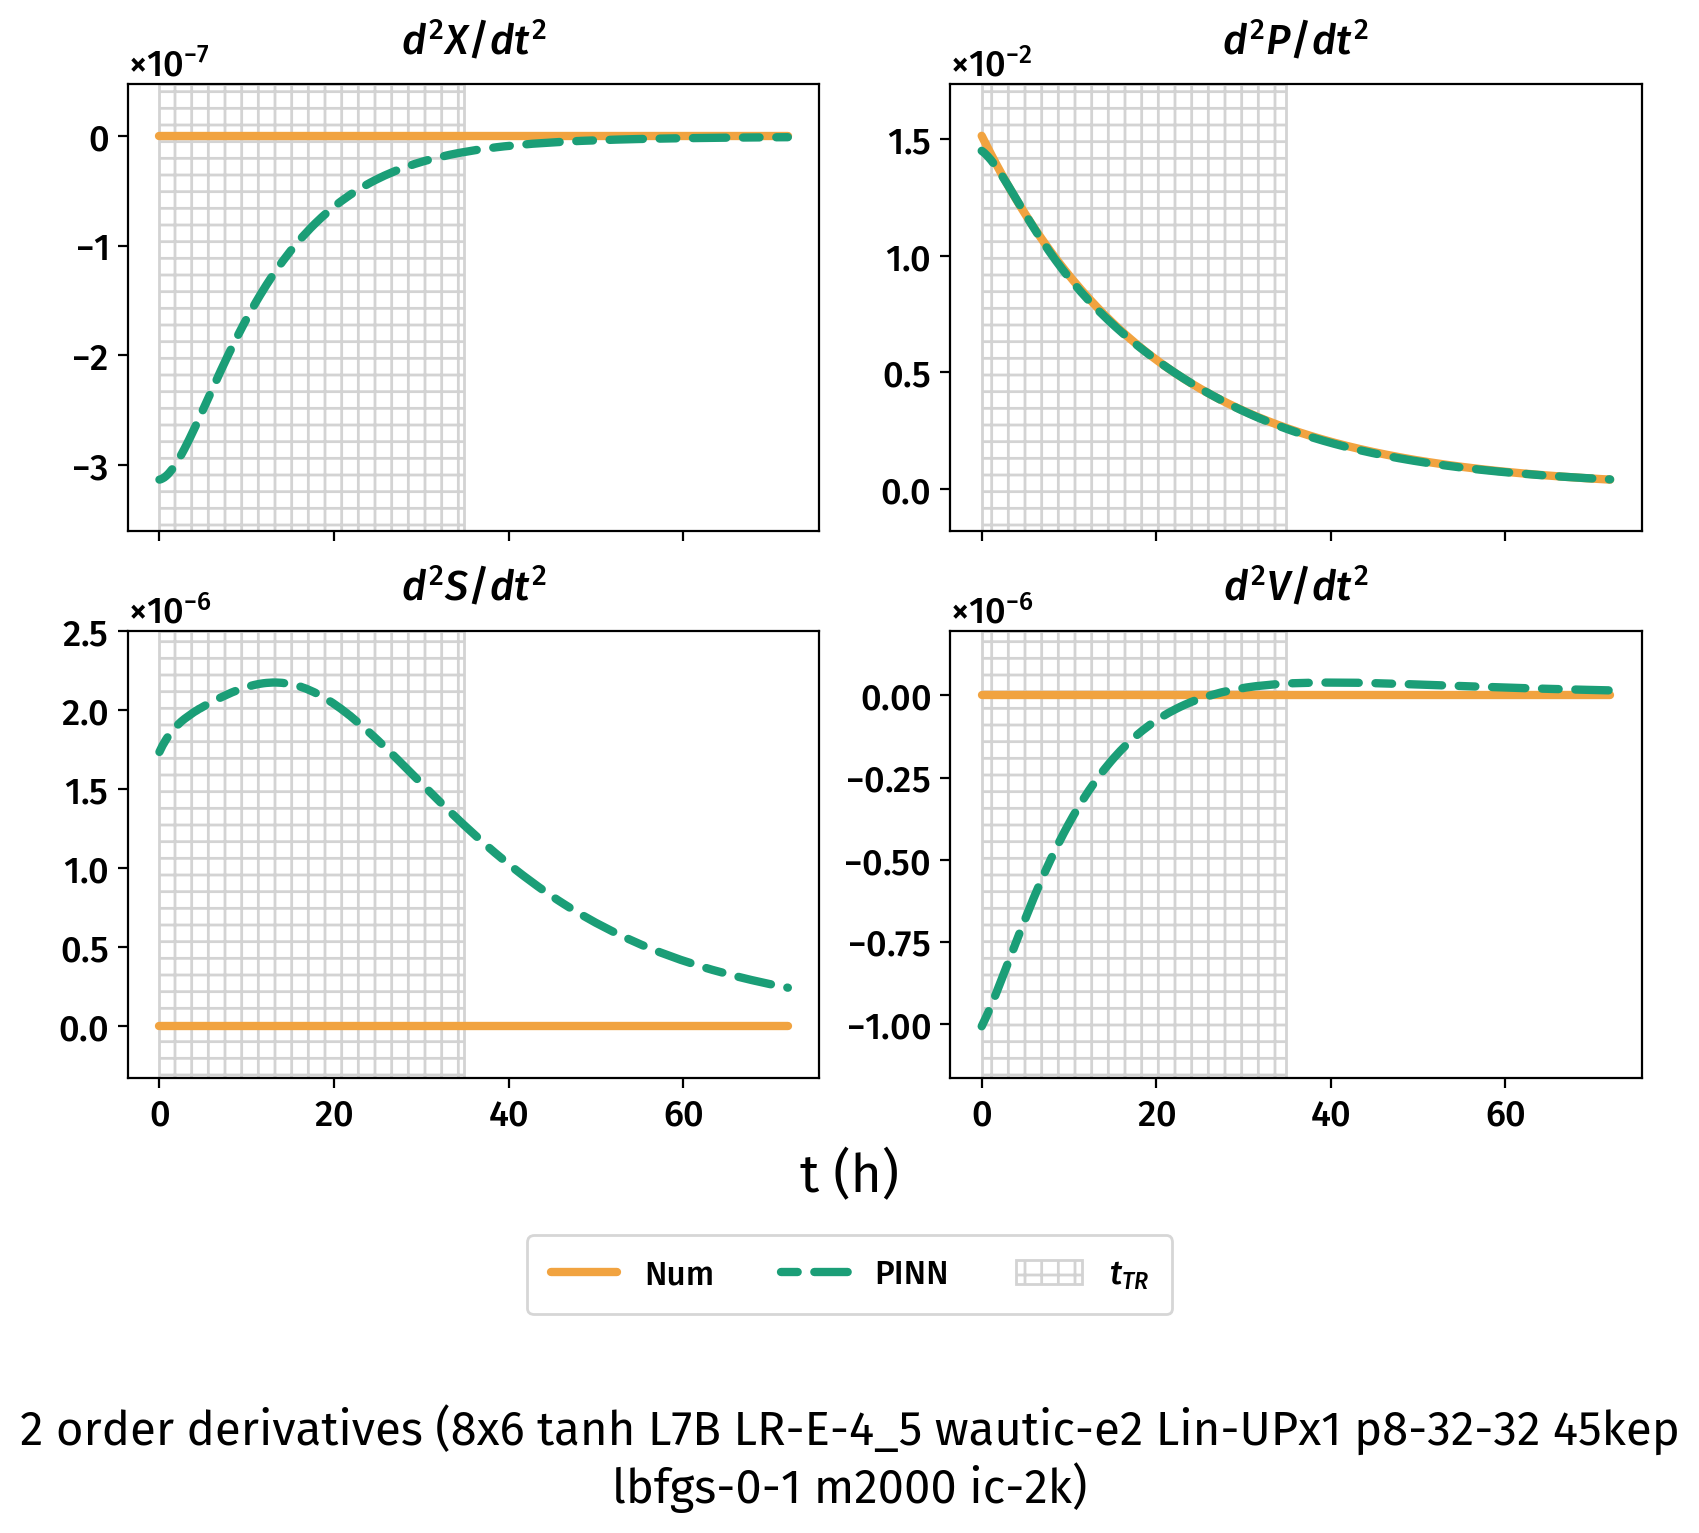 d²X/dt²
×10⁻⁷
0
−1
−2
−3
d²P/dt²
×10⁻²
1.5
1.0
0.5
0.0
d²S/dt²
×10⁻⁶
2.5
2.0
1.5
1.0
0.5
0.0
0 20 40 60
d²V/dt²
×10⁻⁶
0.00
−0.25
−0.50
−0.75
−1.00
0 20 40 60
t (h)
Num PINN t_TR
2 order derivatives (8x6 tanh L7B LR-E-4_5 wautic-e2 Lin-UPx1 p8-32-32 45kep
lbfgs-0-1 m2000 ic-2k)